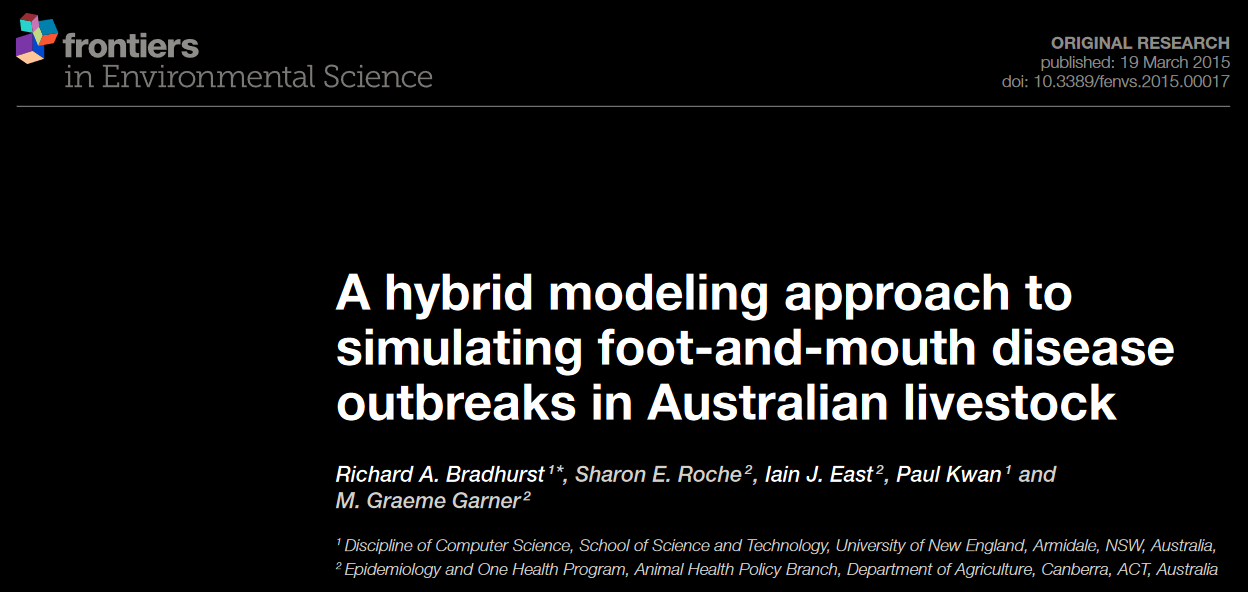 frontiers
in Environmental Science
ORIGINAL RESEARCH
published: 19 March 2015
doi: 10.3389/fenvs.2015.00017
A hybrid modeling approach to
simulating foot-and-mouth disease
outbreaks in Australian livestock
Richard A. Bradhurst 1*, Sharon E. Roche 2, Iain J. East 2, Paul Kwan 1 and
M. Graeme Garner 2
1 Discipline of Computer Science, School of Science and Technology, University of New England, Armidale, NSW, Australia,
2 Epidemiology and One Health Program, Animal Health Policy Branch, Department of Agriculture, Canberra, ACT, Australia